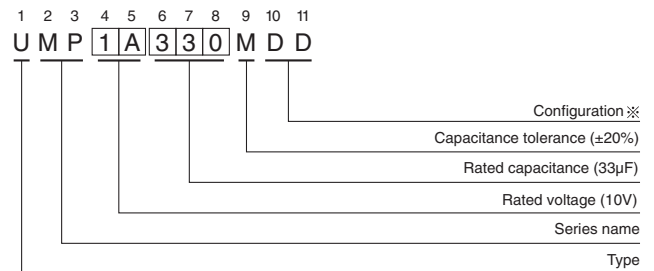 1 2 3 4 5 6 7 8 9 10 11
U M P 1 A 3 3 0 M D D
Configuration ※
Capacitance tolerance (±20%)
Rated capacitance (33µF)
Rated voltage (10V)
Series name
Type